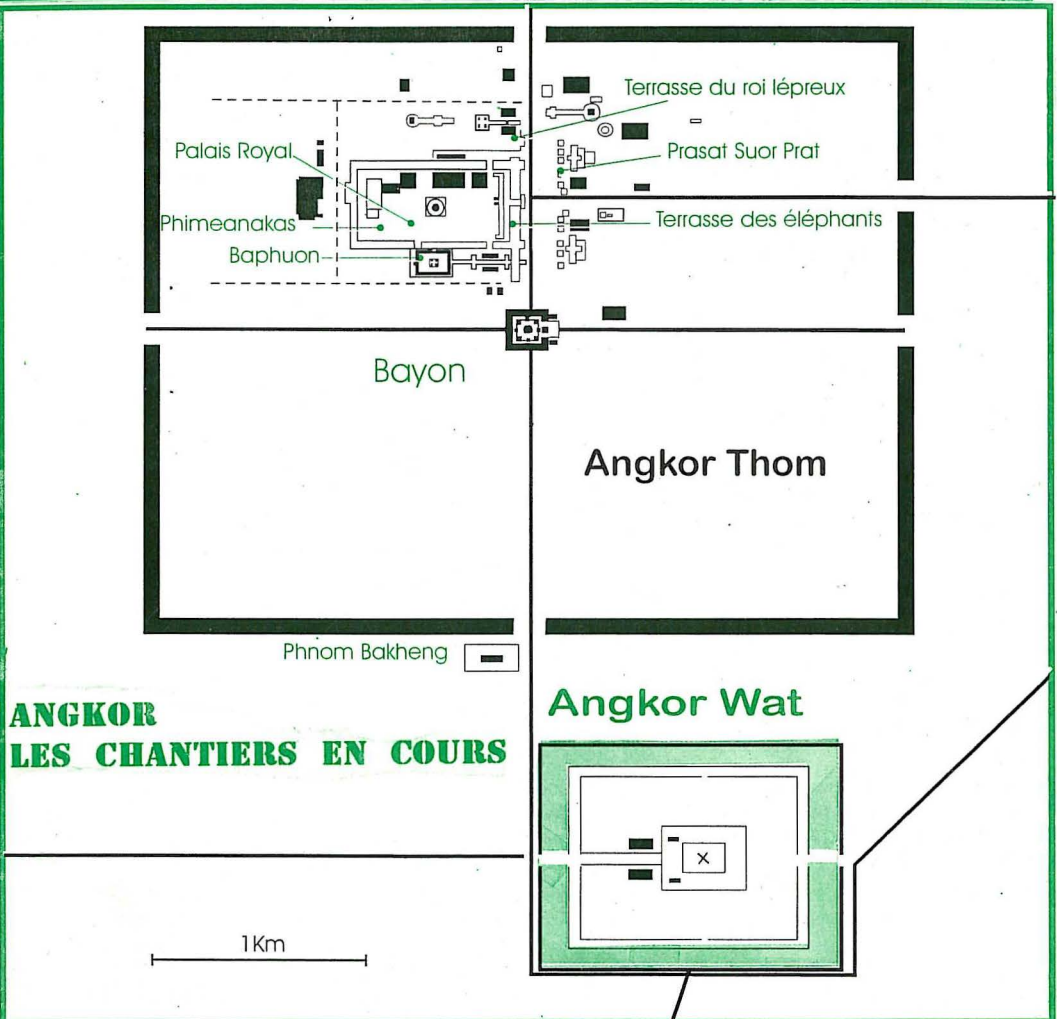 Terrasse du roi lépreux
Palais Royal
Prasat Suor Prat
Phimeanakas
Terrasse des éléphants
Baphuon
Bayon
Angkor Thom
Phnom Bakheng
Angkor Wat
ANGKOR
LES CHANTIERS EN COURS
1Km